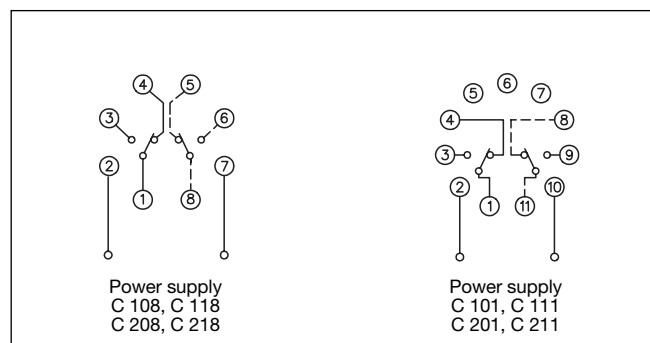 4 5
3 6
2 7
1 8
Power supply
C 108, C 118
C 208, C 218
6
5 7
4 8
3 9
2 10
1 11
Power supply
C 101, C 111
C 201, C 211